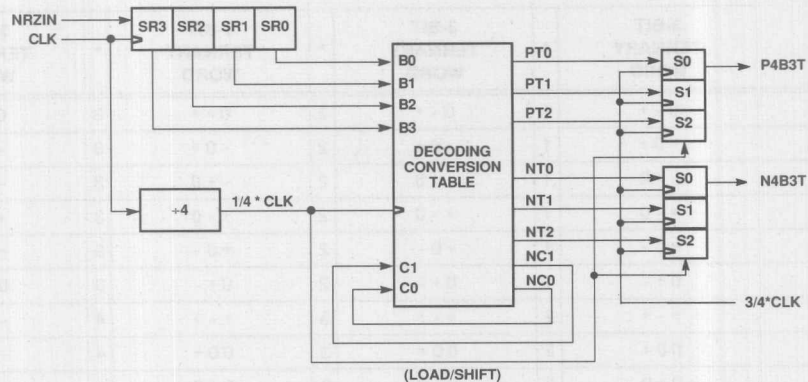 NRZIN
CLK
SR3 SR2 SR1 SR0
B0
B1
B2
B3
DECODING
CONVERSION
TABLE
PT0
PT1
PT2
NT0
NT1
NT2
NC1
NC0
C1
C0
÷4
1/4 * CLK
S0
S1
S2
P4B3T
S0
S1
S2
N4B3T
3/4*CLK
(LOAD/SHIFT)